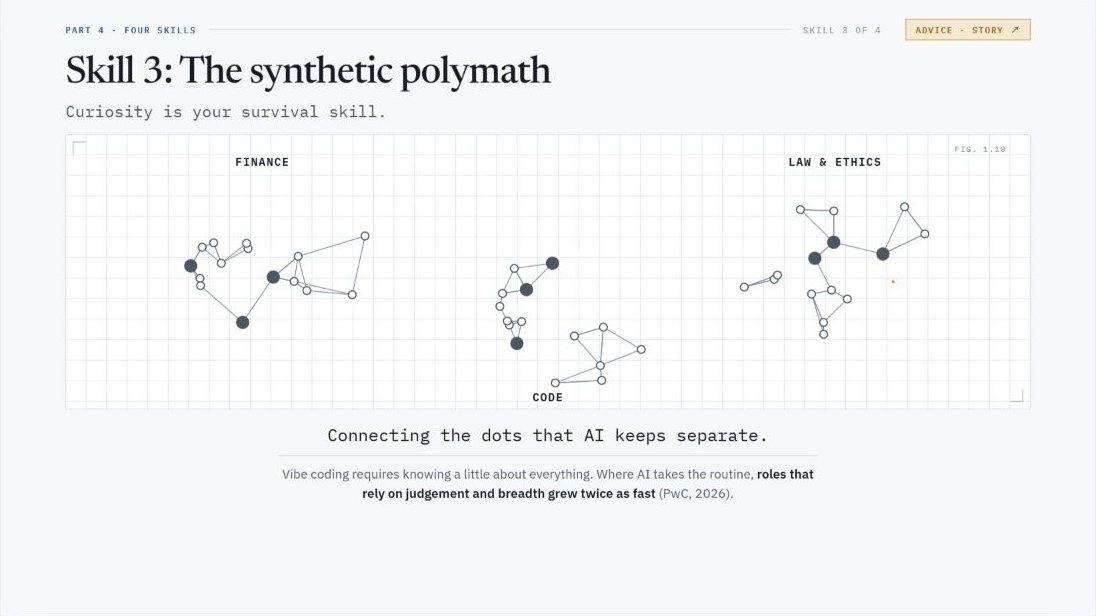 PART 4 · FOUR SKILLS
SKILL 3 OF 4
ADVICE · STORY ↗
Skill 3: The synthetic polymath
Curiosity is your survival skill.
FIG. 1.10
FINANCE
LAW & ETHICS
CODE
Connecting the dots that AI keeps separate.
Vibe coding requires knowing a little about everything. Where AI takes the routine, roles that
rely on judgement and breadth grew twice as fast (PwC, 2026).